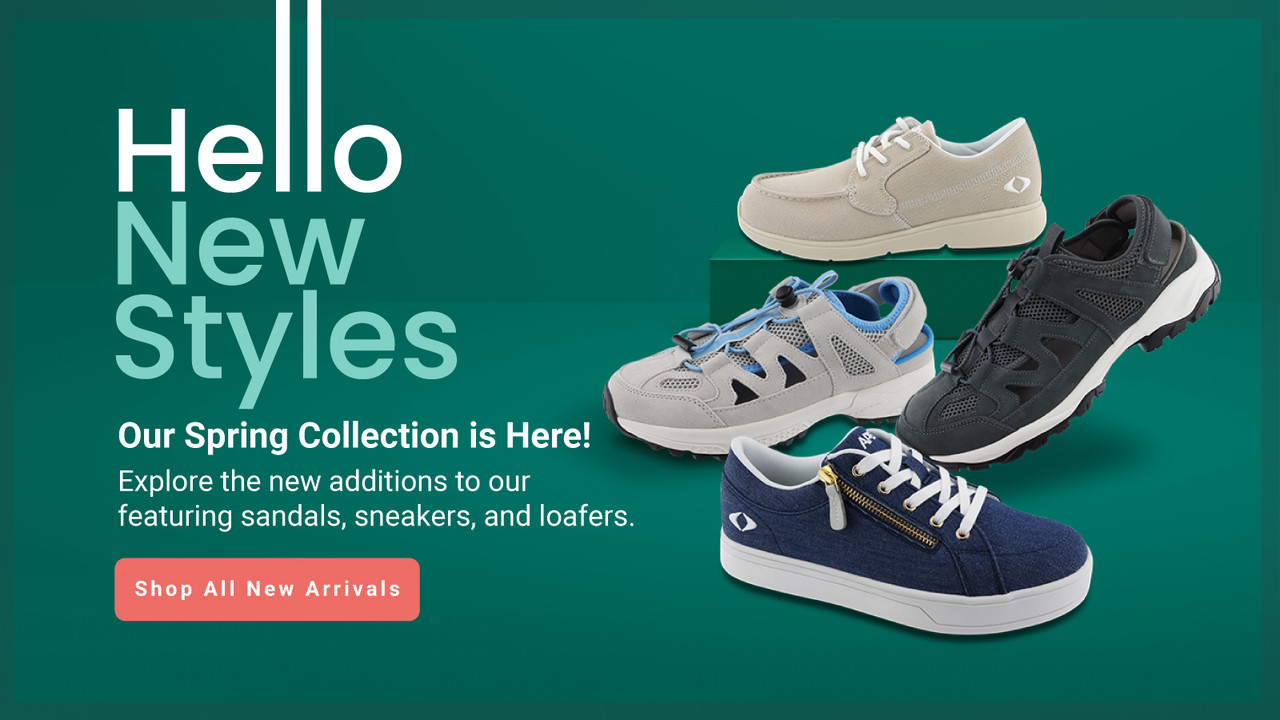 Hello
New
Styles
Our Spring Collection is Here!
Explore the new additions to our
featuring sandals, sneakers, and loafers.
Shop All New Arrivals